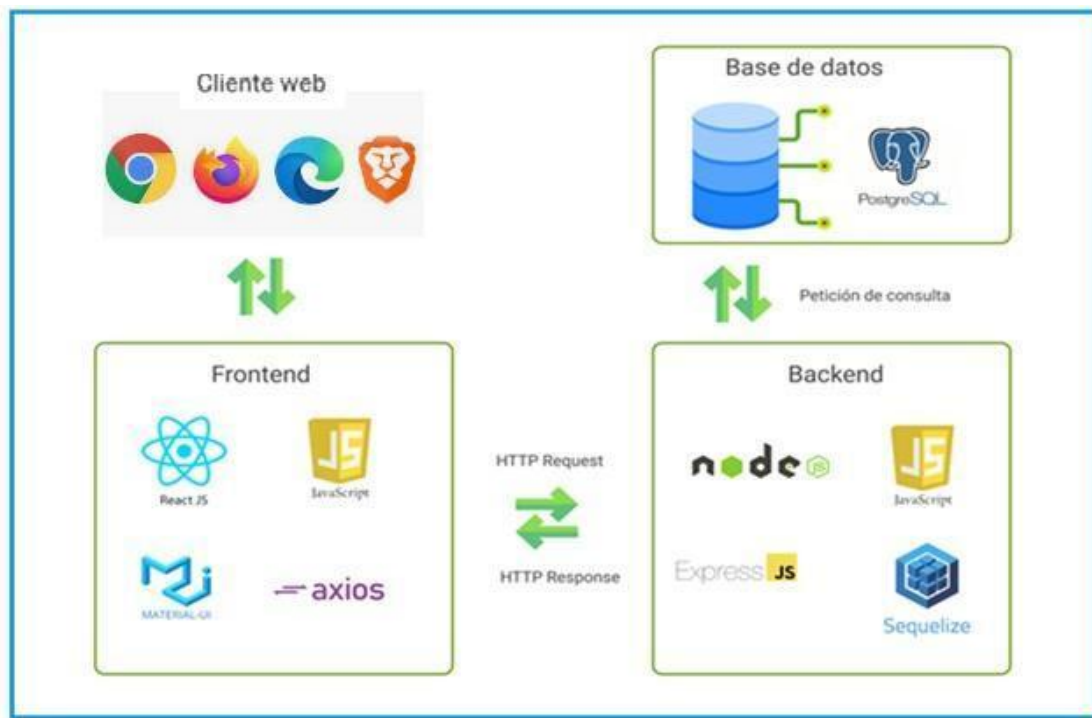 Cliente web
Base de datos
PostgreSQL
Petición de consulta
Frontend
JS
React JS
JavaScript
MATERIAL-UI
axios
HTTP Request
HTTP Response
Backend
node
JS
JS
JavaScript
Express JS
Sequelize